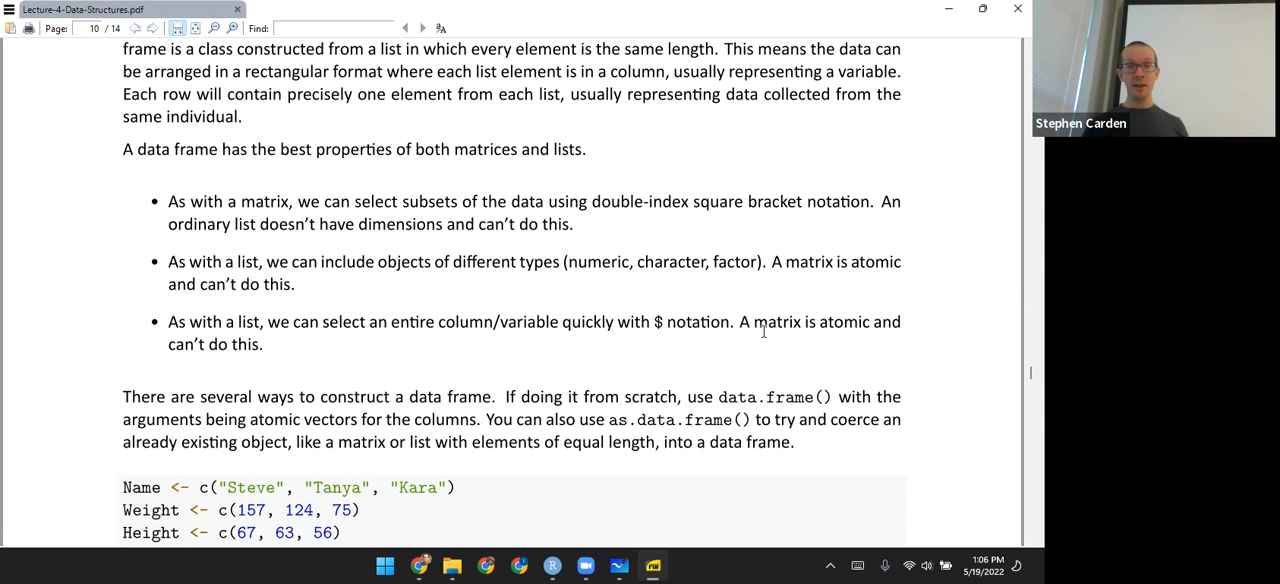 Lecture-4-Data-Structures.pdf
Page: 10 / 14 Find:
frame is a class constructed from a list in which every element is the same length. This means the data can
be arranged in a rectangular format where each list element is in a column, usually representing a variable.
Each row will contain precisely one element from each list, usually representing data collected from the
same individual.
A data frame has the best properties of both matrices and lists.
• As with a matrix, we can select subsets of the data using double-index square bracket notation. An
ordinary list doesn't have dimensions and can't do this.
• As with a list, we can include objects of different types (numeric, character, factor). A matrix is atomic
and can't do this.
• As with a list, we can select an entire column/variable quickly with $ notation. A matrix is atomic and
can't do this.
There are several ways to construct a data frame. If doing it from scratch, use data.frame() with the
arguments being atomic vectors for the columns. You can also use as.data.frame() to try and coerce an
already existing object, like a matrix or list with elements of equal length, into a data frame.
Name <- c("Steve", "Tanya", "Kara")
Weight <- c(157, 124, 75)
Height <- c(67, 63, 56)
Stephen Carden
1:06 PM
5/19/2022